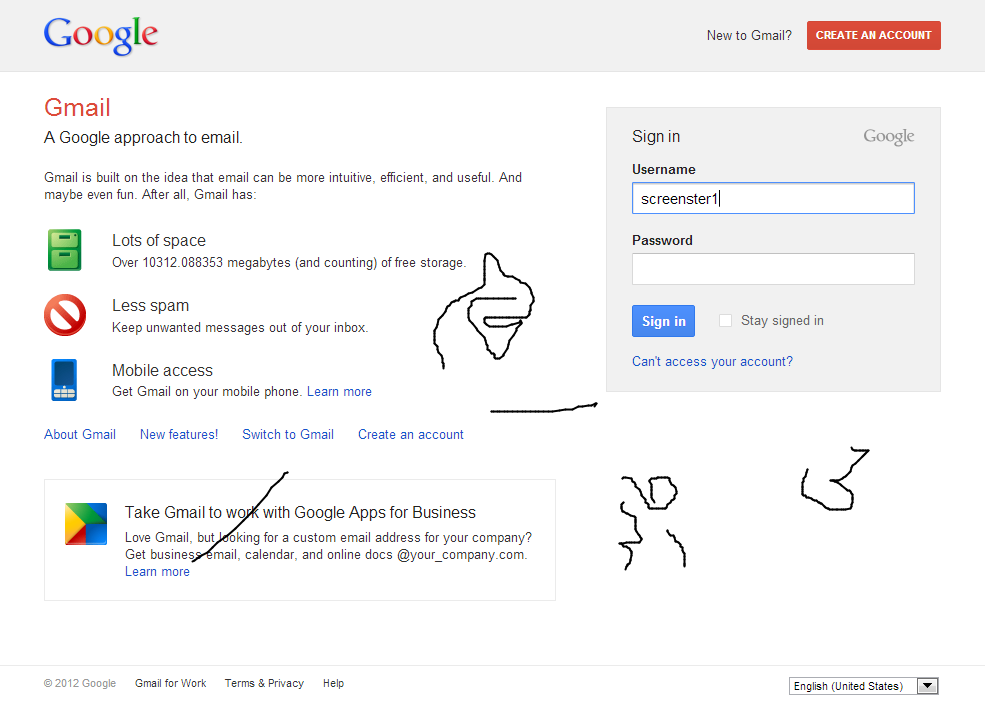 Google
New to Gmail? CREATE AN ACCOUNT
Gmail
A Google approach to email.
Gmail is built on the idea that email can be more intuitive, efficient, and useful. And
maybe even fun. After all, Gmail has:
Lots of space
Over 10312.088353 megabytes (and counting) of free storage.
Less spam
Keep unwanted messages out of your inbox.
Mobile access
Get Gmail on your mobile phone. Learn more
About Gmail New features! Switch to Gmail Create an account
Take Gmail to work with Google Apps for Business
Love Gmail, but looking for a custom email address for your company?
Get business email, calendar, and online docs @your_company.com.
Learn more
Sign in Google
Username
screenster1
Password
Sign in Stay signed in
Can't access your account?
© 2012 Google Gmail for Work Terms & Privacy Help English (United States)